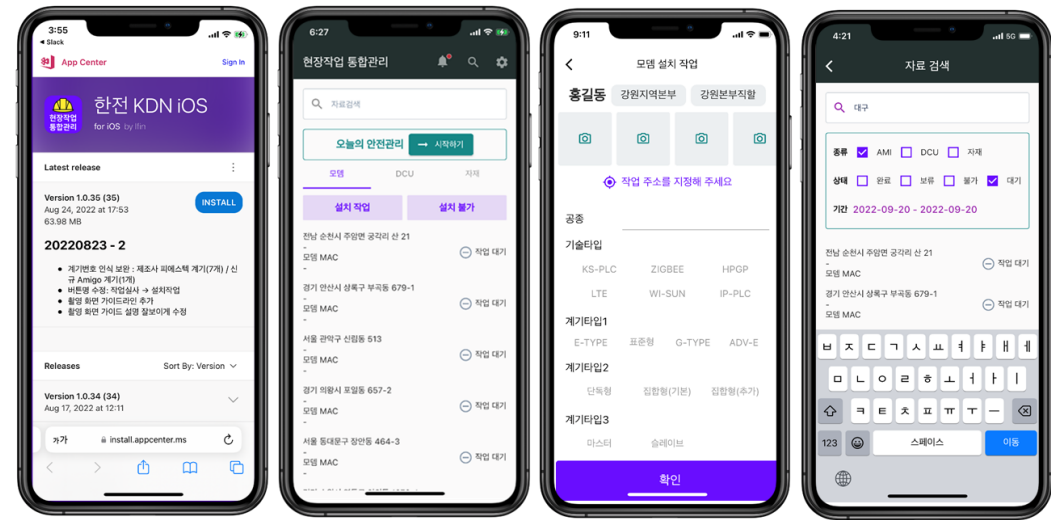 3:55
Slack
App Center
Sign In
현장작업
통합관리
한전 KDN iOS
for iOS by lfin
Latest release
Version 1.0.35 (35)
Aug 24, 2022 at 17:53
63.98 MB
INSTALL
20220823 - 2
계기번호 인식 보완 : 제조사 피에스텍 계기(7개) / 신
규 Amigo 계기(1개)
버튼명 수정: 작업실사 → 설치작업
촬영 화면 가이드라인 추가
촬영 화면 가이드 설명 잘보이게 수정
Releases
Sort By: Version
Version 1.0.34 (34)
Aug 17, 2022 at 12:11
가가
install.appcenter.ms
6:27
현장작업 통합관리
자료검색
오늘의 안전관리
→ 시작하기
모뎀
DCU
자재
설치 작업
설치 불가
전남 순천시 주암면 궁각리 산 21
-
모뎀 MAC
-
작업 대기
경기 안산시 상록구 부곡동 679-1
-
모뎀 MAC
-
작업 대기
서울 관악구 신림동 513
-
모뎀 MAC
-
작업 대기
경기 의왕시 포일동 657-2
-
모뎀 MAC
-
작업 대기
서울 동대문구 장안동 464-3
-
모뎀 MAC
-
작업 대기
9:11
모뎀 설치 작업
홍길동
강원지역본부
강원본부직할
작업 주소를 지정해 주세요
공종
기술타입
KS-PLC ZIGBEE HPGP
LTE WI-SUN IP-PLC
계기타입1
E-TYPE 표준형 G-TYPE ADV-E
계기타입2
단독형 집합형(기본) 집합형(추가)
계기타입3
마스터 슬레이브
확인
4:21
5G
자료 검색
대구
종류 AMI DCU 자재
상태 완료 보류 불가 대기
기간 2022-09-20 - 2022-09-20
전남 순천시 주암면 궁각리 산 21
-
모뎀 MAC
-
작업 대기
경기 안산시 상록구 부곡동 679-1
-
모뎀 MAC
작업 대기
ㅂ ㅈ ㄷ ㄱ ㅅ ㅛ ㅕ ㅑ ㅐ ㅔ
ㅁ ㄴ ㅇ ㄹ ㅎ ㅗ ㅓ ㅏ ㅣ
ㅋ ㅌ ㅊ ㅍ ㅠ ㅜ ㅡ
123 스페이스 이동